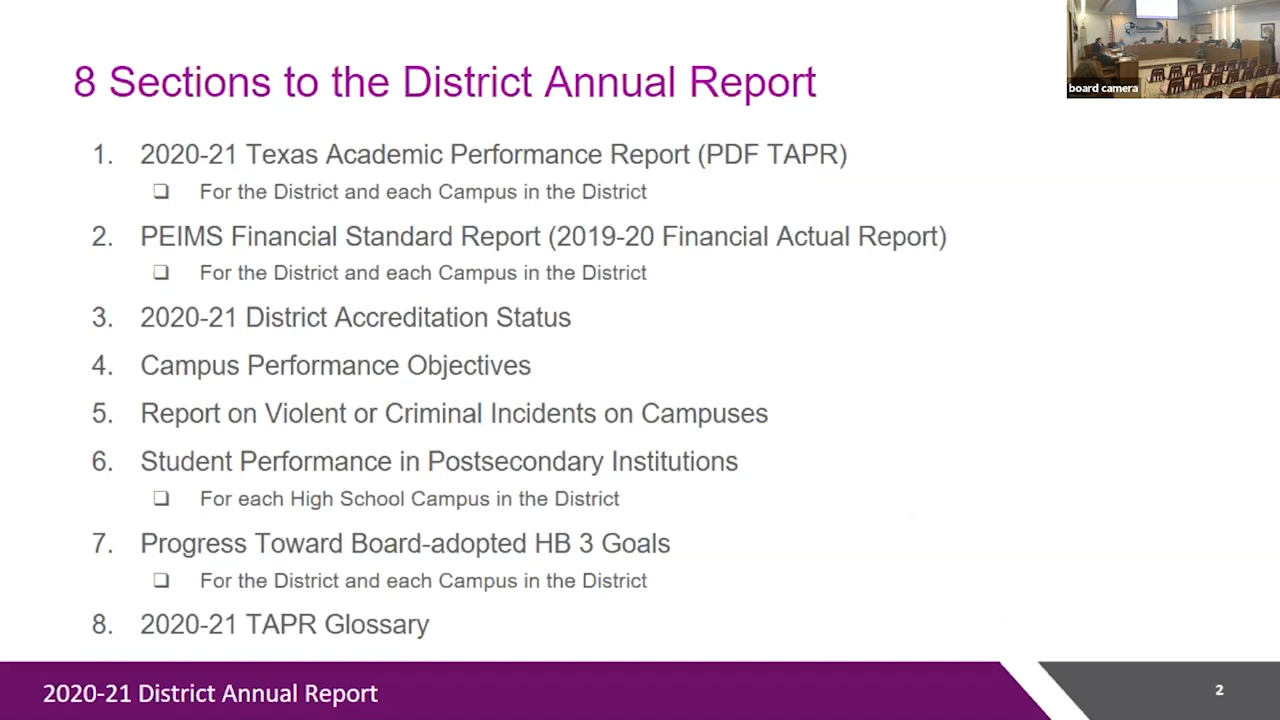 board camera
8 Sections to the District Annual Report
1. 2020-21 Texas Academic Performance Report (PDF TAPR)
❑ For the District and each Campus in the District
2. PEIMS Financial Standard Report (2019-20 Financial Actual Report)
❑ For the District and each Campus in the District
3. 2020-21 District Accreditation Status
4. Campus Performance Objectives
5. Report on Violent or Criminal Incidents on Campuses
6. Student Performance in Postsecondary Institutions
❑ For each High School Campus in the District
7. Progress Toward Board-adopted HB 3 Goals
❑ For the District and each Campus in the District
8. 2020-21 TAPR Glossary
2020-21 District Annual Report
2